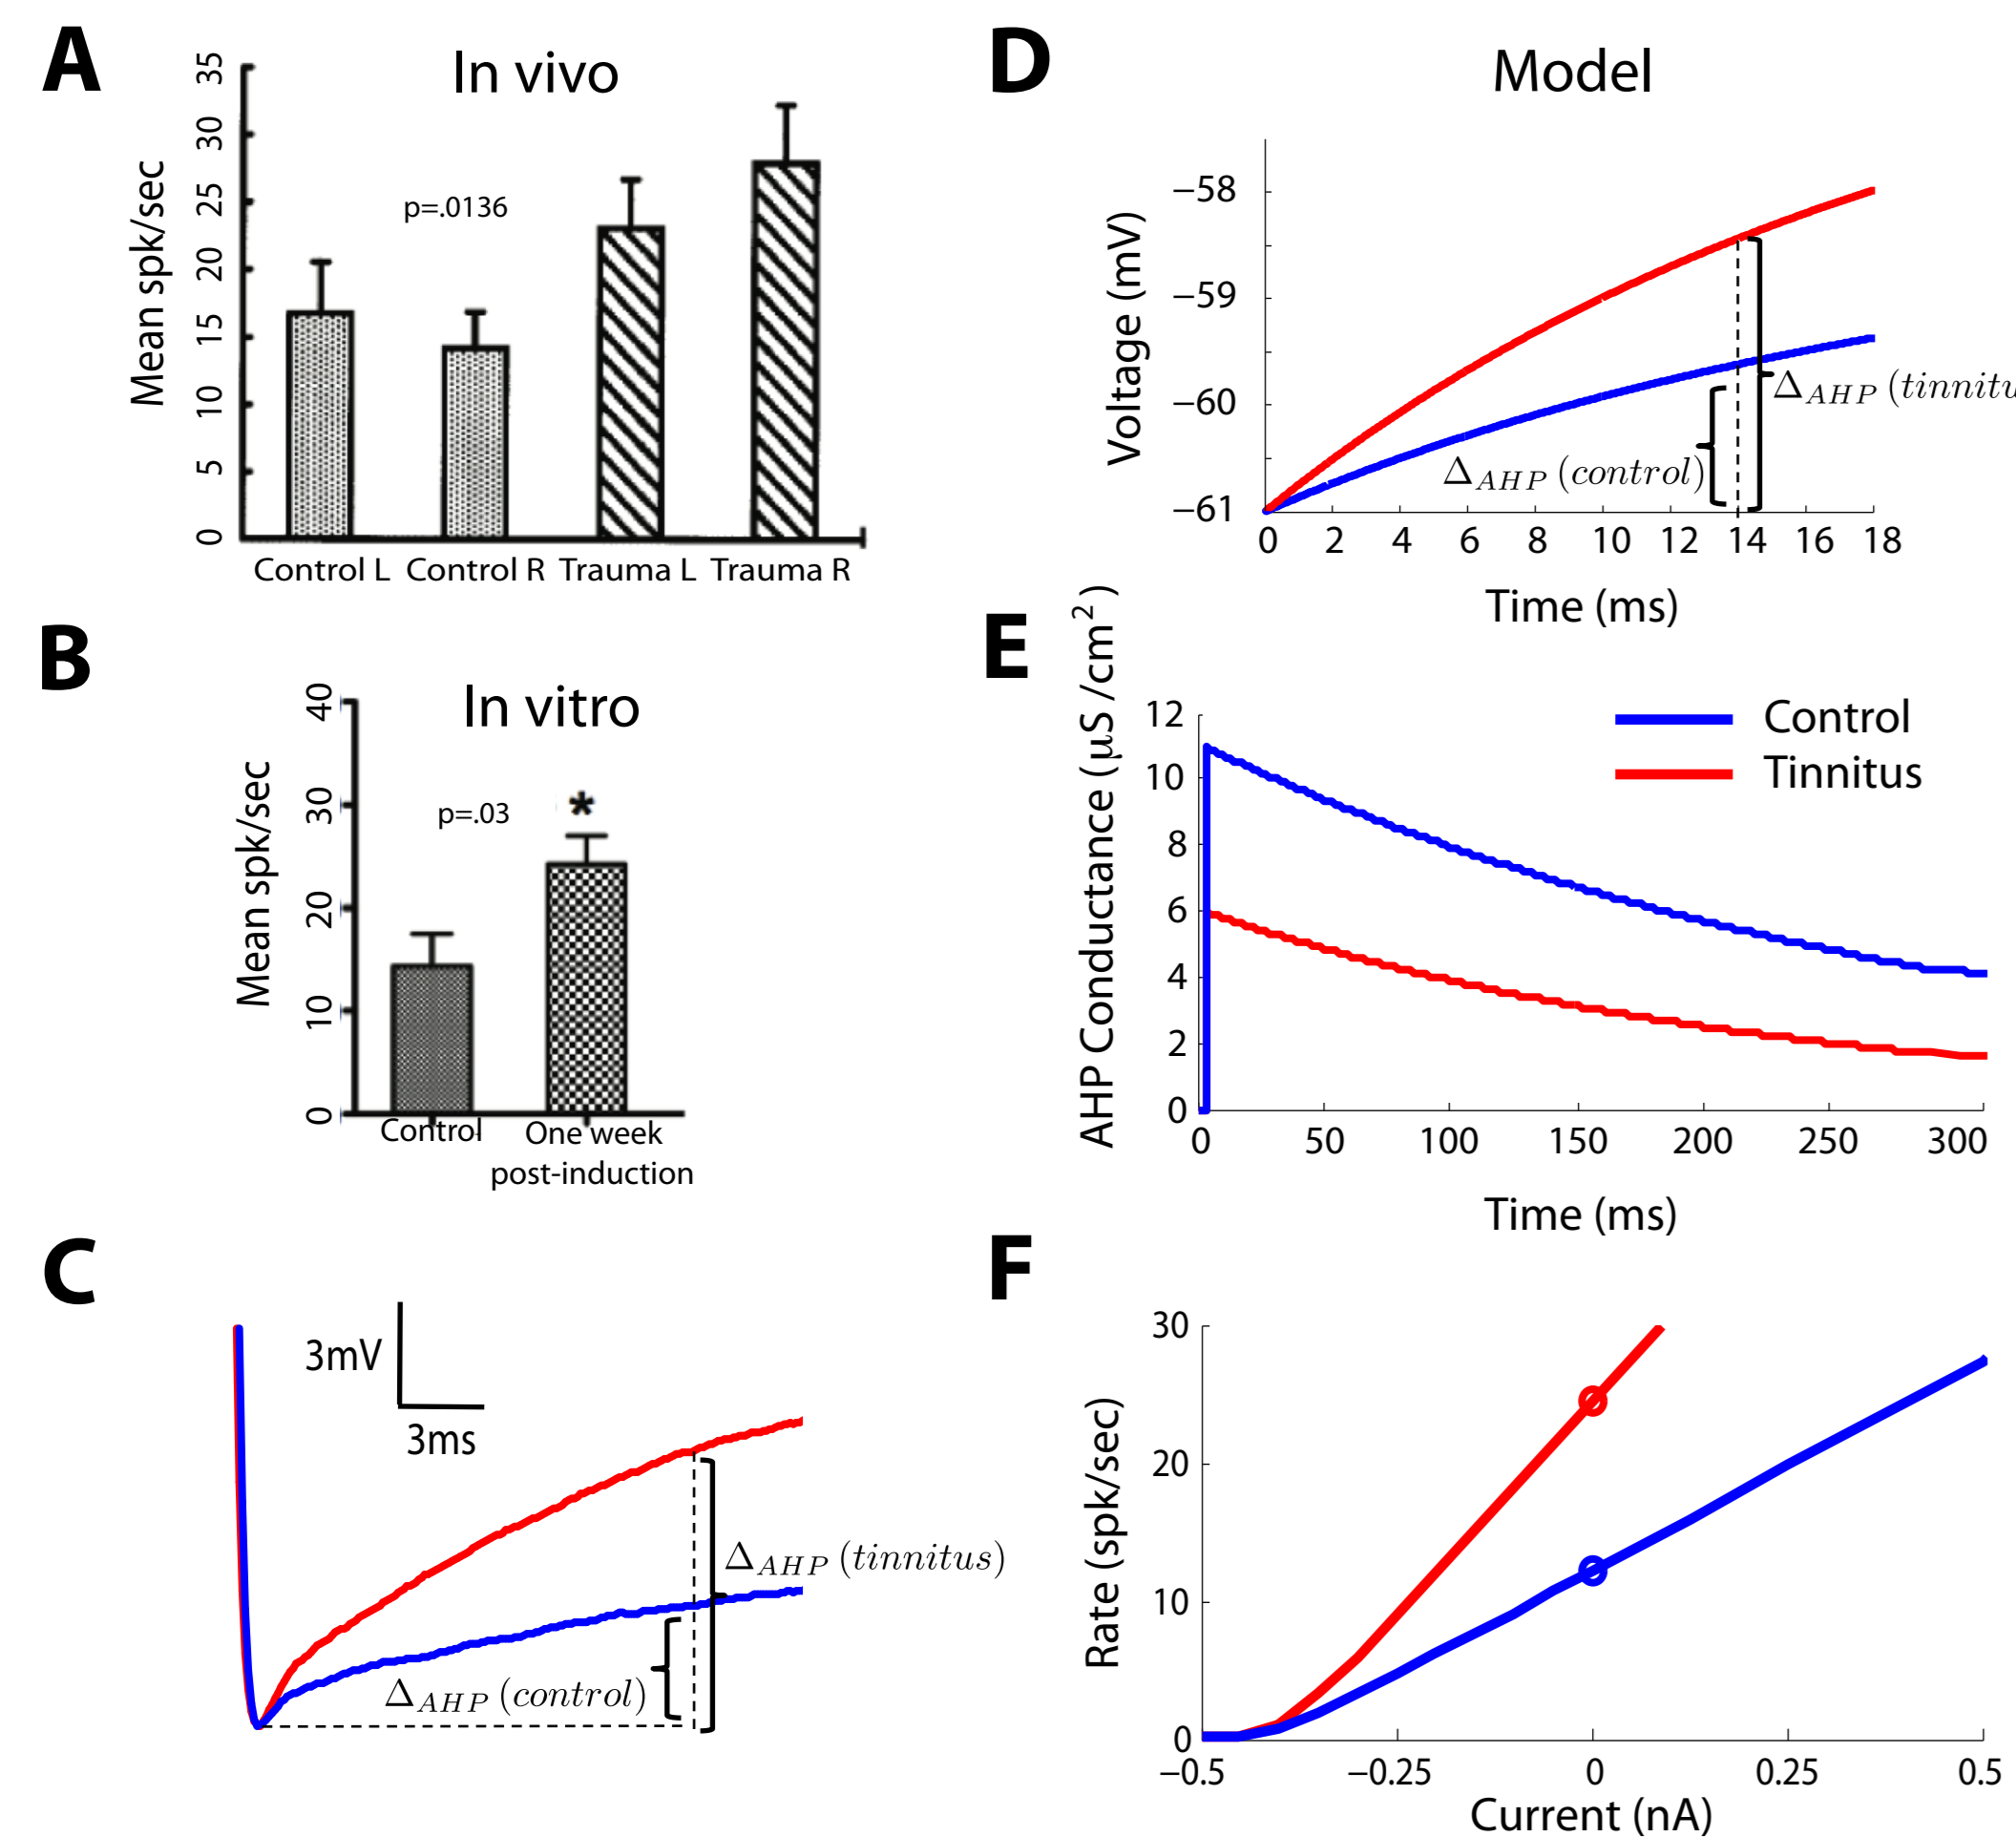 A
In vivo
Mean spk/sec
35
30
25
20
15
10
5
0
p=.0136
Control L Control R Trauma L Trauma R
B
In vitro
Mean spk/sec
40
30
20
10
0
p=.03
*
Control One week
post-induction
C
3mV
3ms
Δ_AHP (tinnitus)
Δ_AHP (control)
D
Model
Voltage (mV)
−58
−59
−60
−61
Δ_AHP (tinnitu
Δ_AHP (control)
0 2 4 6 8 10 12 14 16 18
Time (ms)
E
AHP Conductance (μS /cm²)
12
10
8
6
4
2
0
Control
Tinnitus
0 50 100 150 200 250 300
Time (ms)
F
Rate (spk/sec)
30
20
10
0
−0.5 −0.25 0 0.25 0.5
Current (nA)